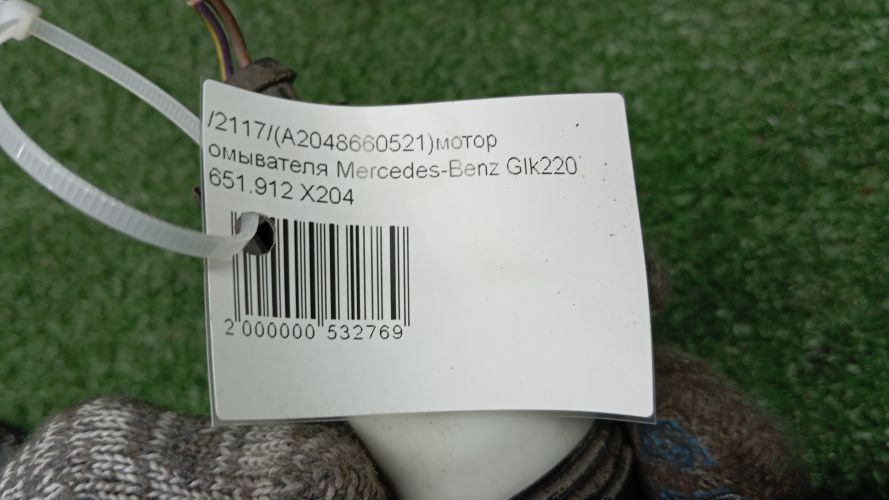 /2117/(A2048660521)мотор
омывателя Mercedes-Benz Glk220
651.912 X204
2 000000 532769